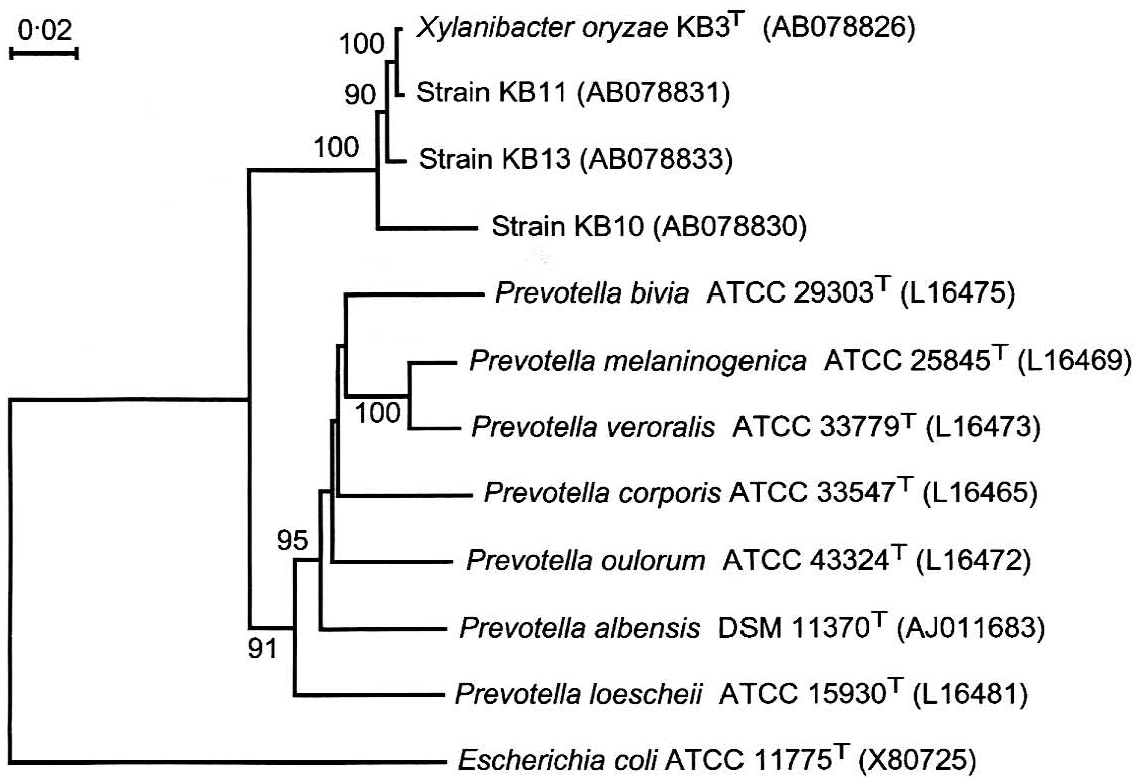 0·02
Xylanibacter oryzae KB3T (AB078826)
100
Strain KB11 (AB078831)
90
100
Strain KB13 (AB078833)
Strain KB10 (AB078830)
Prevotella bivia ATCC 29303T (L16475)
Prevotella melaninogenica ATCC 25845T (L16469)
100
Prevotella veroralis ATCC 33779T (L16473)
Prevotella corporis ATCC 33547T (L16465)
95
Prevotella oulorum ATCC 43324T (L16472)
Prevotella albensis DSM 11370T (AJ011683)
91
Prevotella loescheii ATCC 15930T (L16481)
Escherichia coli ATCC 11775T (X80725)